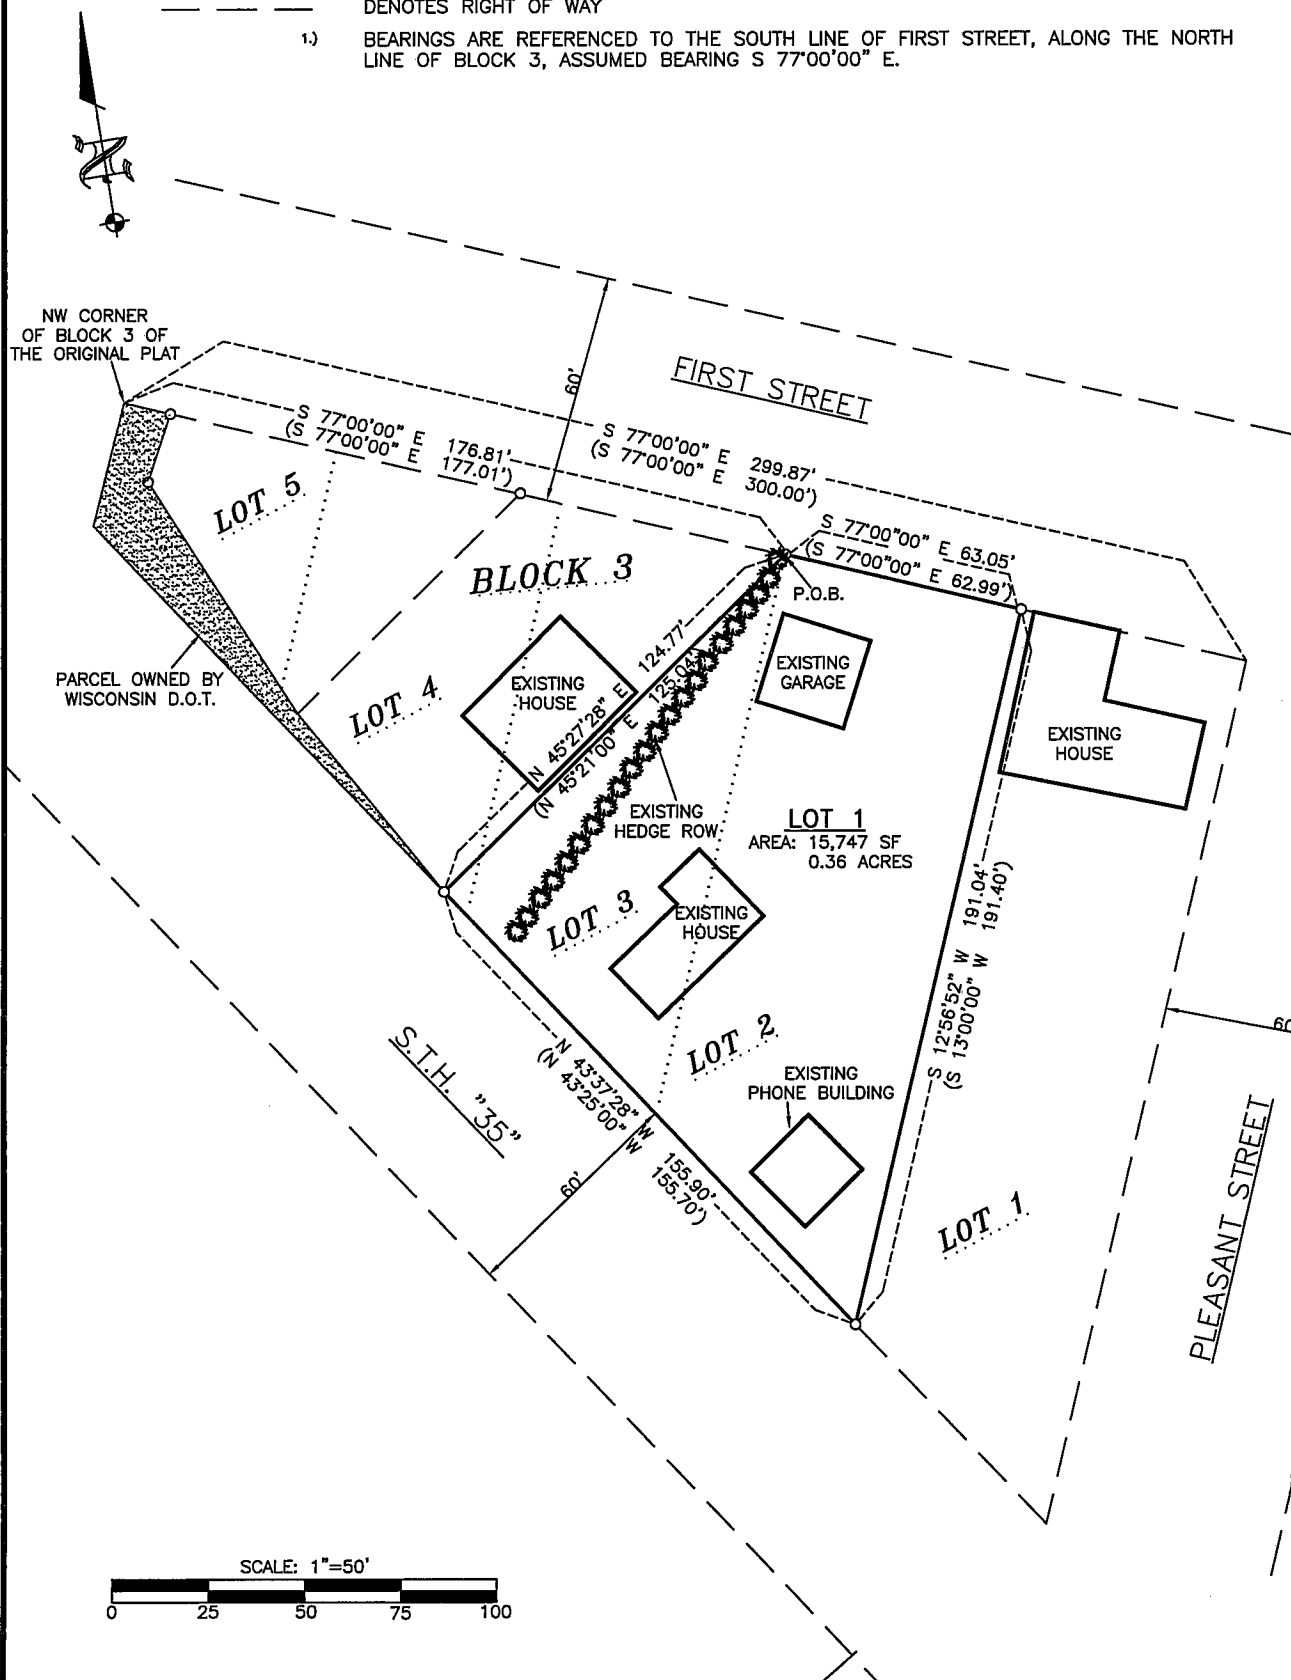 DENOTES RIGHT OF WAY
1.) BEARINGS ARE REFERENCED TO THE SOUTH LINE OF FIRST STREET, ALONG THE NORTH
LINE OF BLOCK 3, ASSUMED BEARING S 77°00'00" E.
N
NW CORNER
OF BLOCK 3 OF
THE ORIGINAL PLAT
60'
FIRST STREET
S 77°00'00" E 176.81'
(S 77°00'00" E 177.01')
S 77°00'00" E 299.87'
(S 77°00'00" E 300.00')
S 77°00"00" E 63.05'
(S 77°00"00" E 62.99')
LOT 5
BLOCK 3
P.O.B.
PARCEL OWNED BY
WISCONSIN D.O.T.
LOT 4
EXISTING
HOUSE
N 45°27'28" E 124.77'
(N 45°21'00" E 125.04')
EXISTING
GARAGE
EXISTING
HOUSE
EXISTING
HEDGE ROW
LOT 1
AREA: 15,747 SF
0.36 ACRES
LOT 3
EXISTING
HOUSE
S 12°56'52" W 191.04'
(S 13°00'00" W 191.40')
60
LOT 2
S.T.H. "35"
N 43°37'28" W 155.90'
(N 43°25'00" W 155.70')
EXISTING
PHONE BUILDING
60'
LOT 1
PLEASANT STREET
SCALE: 1"=50'
0 25 50 75 100